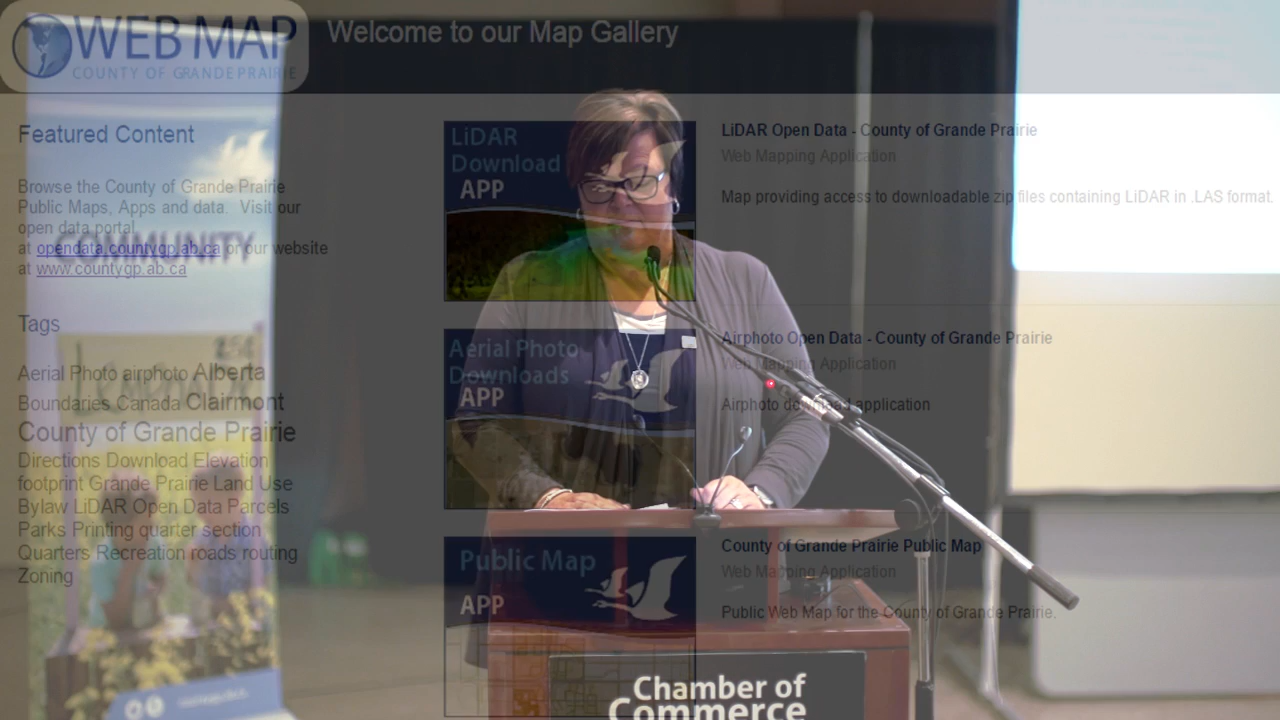 WEB MAP
COUNTY OF GRANDE PRAIRIE
Welcome to our Map Gallery
Featured Content
Browse the County of Grande Prairie
Public Maps, Apps and data. Visit our
open data portal
at opendata.countygp.ab.ca or our website
at www.countygp.ab.ca
COMMUNITY
Tags
Aerial Photo airphoto Alberta
Boundaries Canada Clairmont
County of Grande Prairie
Directions Download Elevation
footprint Grande Prairie Land Use
Bylaw LiDAR Open Data Parcels
Parks Printing quarter section
Quarters Recreation roads routing
Zoning
LiDAR
Download
APP
LiDAR Open Data - County of Grande Prairie
Web Mapping Application
Map providing access to downloadable zip files containing LiDAR in .LAS format.
Aerial Photo
Downloads
APP
Airphoto Open Data - County of Grande Prairie
Web Mapping Application
Airphoto download application
Public Map
APP
County of Grande Prairie Public Map
Web Mapping Application
Public Web Map for the County of Grande Prairie.
Chamber of
Commerce